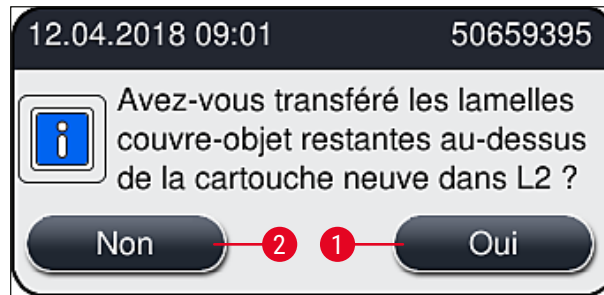 12.04.2018 09:01 50659395
Avez-vous transféré les lamelles
couvre-objet restantes au-dessus
de la cartouche neuve dans L2 ?
Non 2 1 Oui